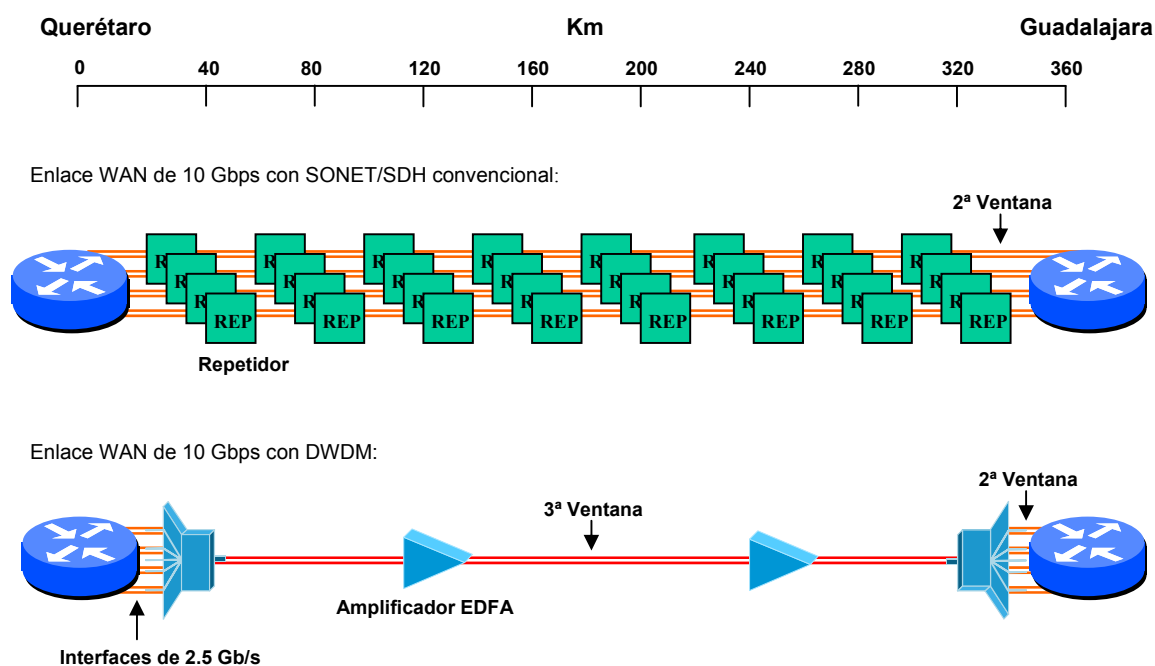 Querétaro Km Guadalajara
0 40 80 120 160 200 240 280 320 360
Enlace WAN de 10 Gbps con SONET/SDH convencional:
2ª Ventana
R R R R R R R R
R R R R R R R R
R R R R R R R R
REP REP REP REP REP REP REP REP
Repetidor
Enlace WAN de 10 Gbps con DWDM:
2ª Ventana
3ª Ventana
Amplificador EDFA
Interfaces de 2.5 Gb/s